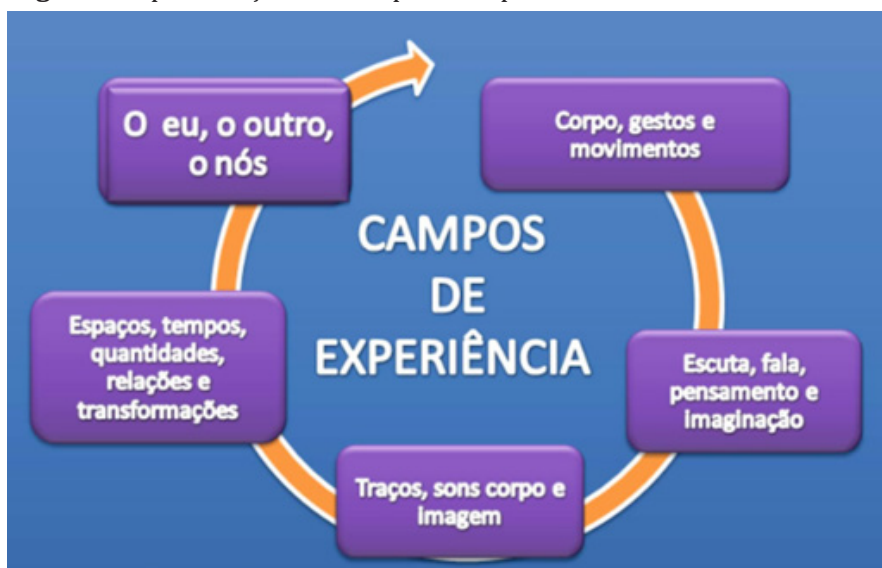 O eu, o outro,
o nós
Corpo, gestos e
movimentos
CAMPOS
DE
EXPERIÊNCIA
Espaços, tempos,
quantidades,
relações e
transformações
Escuta, fala,
pensamento e
imaginação
Traços, sons corpo e
imagem